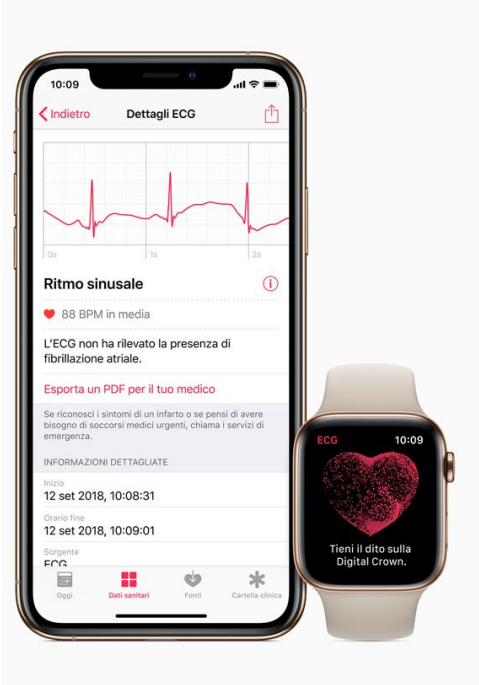 10:09
Indietro
Dettagli ECG
0s
1s
2s
Ritmo sinusale
88 BPM in media
L'ECG non ha rilevato la presenza di
fibrillazione atriale.
Esporta un PDF per il tuo medico
Se riconosci i sintomi di un infarto o se pensi di avere
bisogno di soccorsi medici urgenti, chiama i servizi di
emergenza.
INFORMAZIONI DETTAGLIATE
Inizio
12 set 2018, 10:08:31
Orario fine
12 set 2018, 10:09:01
Sorgente
ECG
Oggi
Dati sanitari
Fonti
Cartella clinica
ECG
10:09
Tieni il dito sulla
Digital Crown.